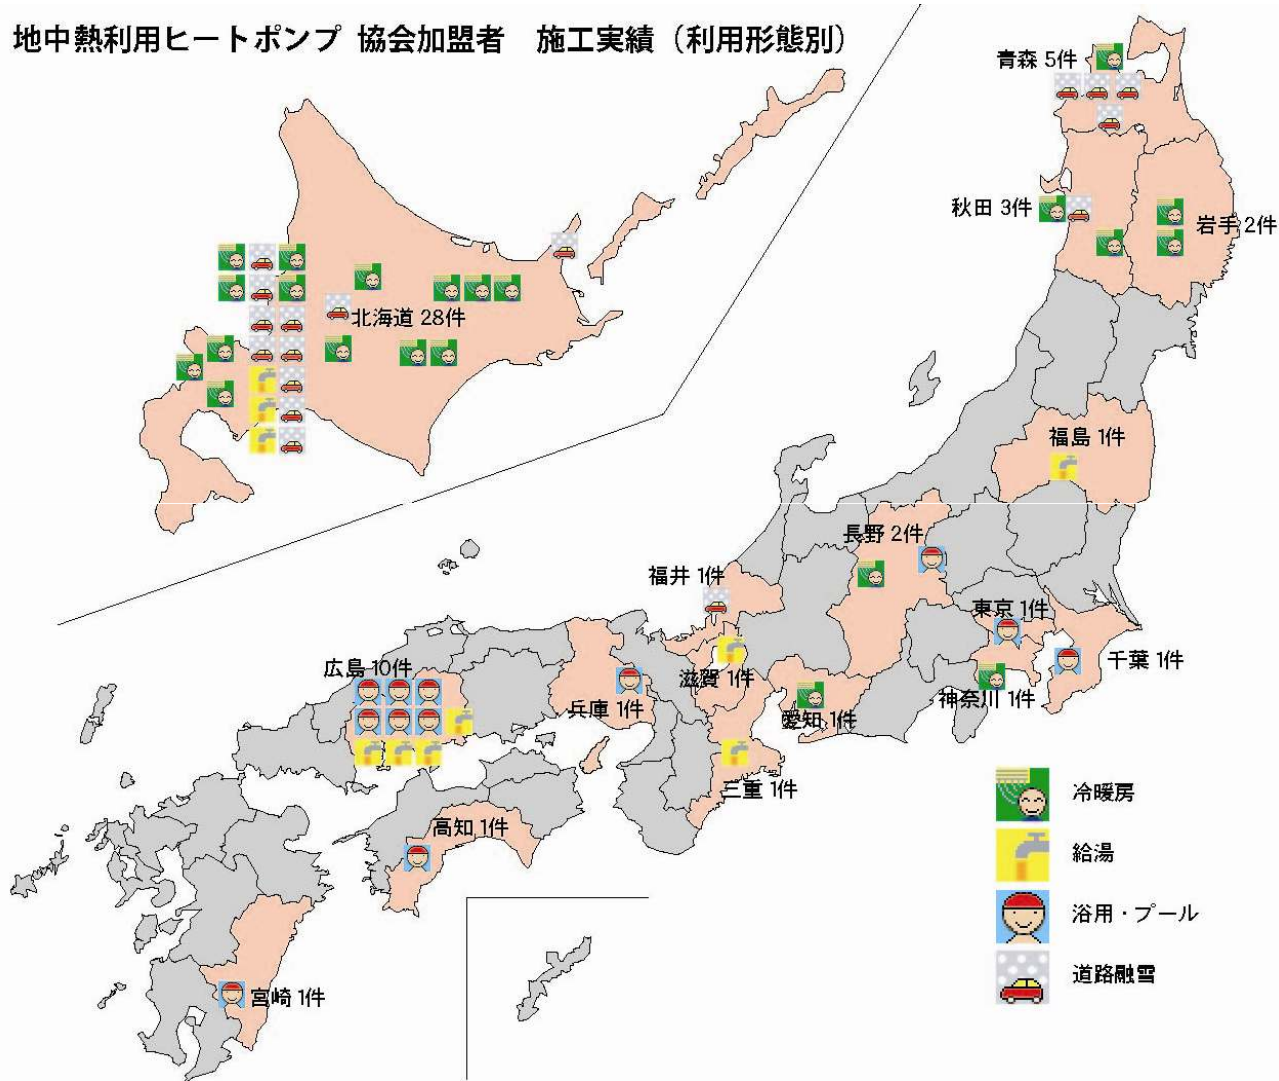 地中熱利用ヒートポンプ 協会加盟者 施工実績（利用形態別）
青森 5件
秋田 3件
岩手 2件
北海道 28件
福島 1件
長野 2件
福井 1件
東京 1件
広島 10件
滋賀 1件
千葉 1件
兵庫 1件
愛知 1件
神奈川 1件
三重 1件
高知 1件
宮崎 1件
冷暖房
給湯
浴用・プール
道路融雪